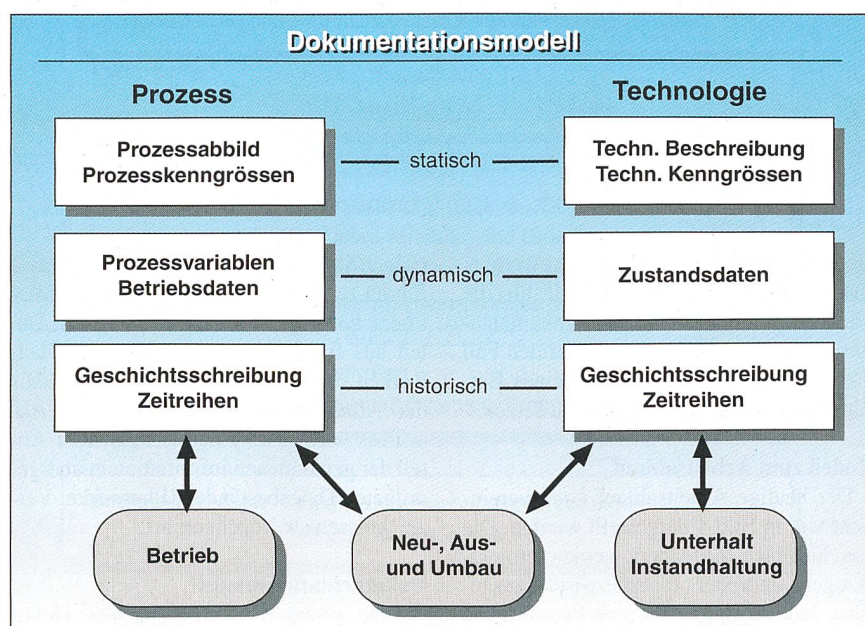 Dokumentationsmodell
Prozess
Technologie
Prozessabbild
Prozesskenngrössen
statisch
Techn. Beschreibung
Techn. Kenngrössen
Prozessvariablen
Betriebsdaten
dynamisch
Zustandsdaten
Geschichtsschreibung
Zeitreihen
historisch
Geschichtsschreibung
Zeitreihen
Betrieb
Neu-, Aus-
und Umbau
Unterhalt
Instandhaltung